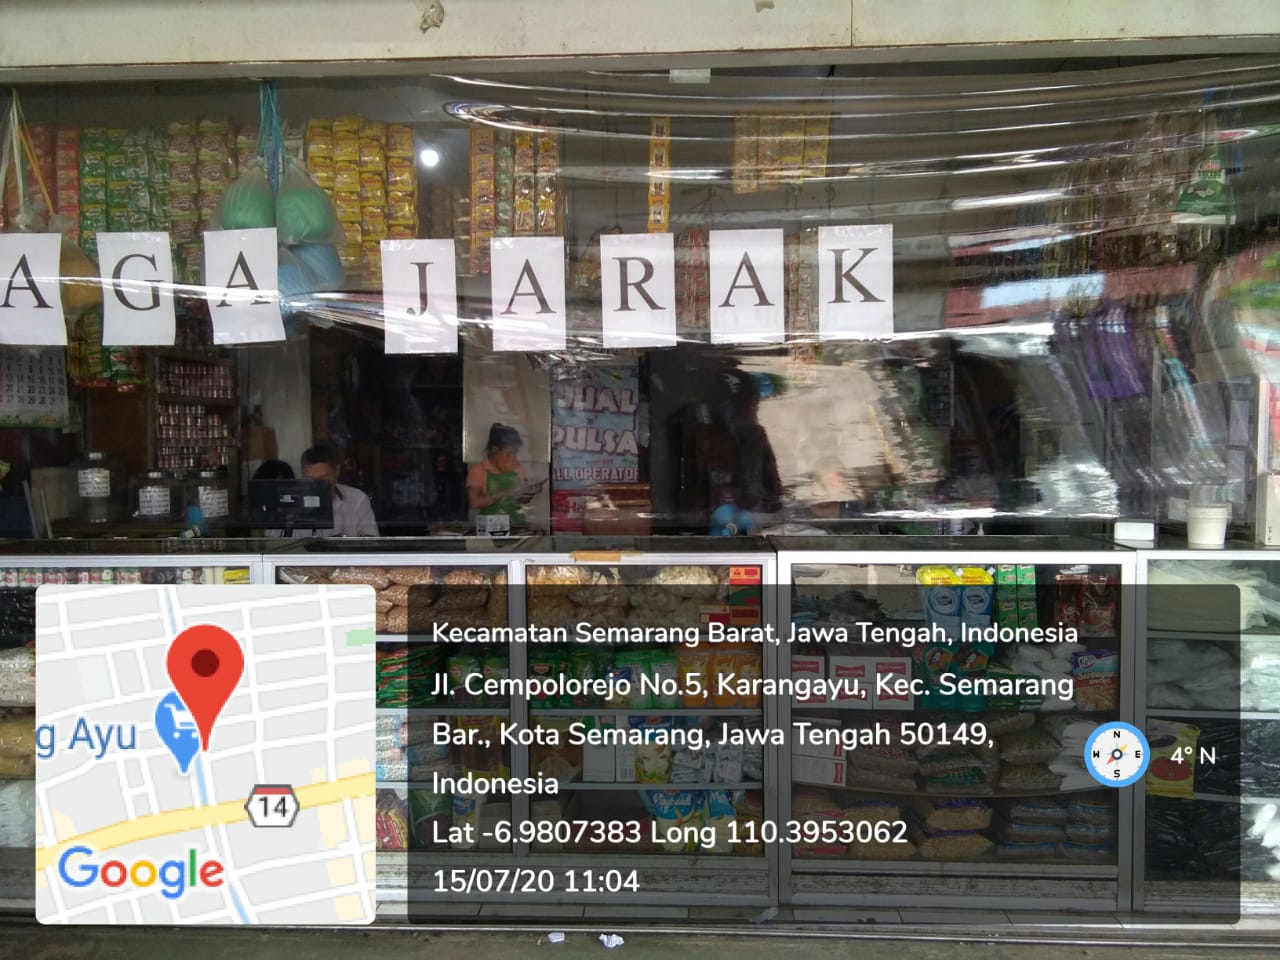 AGA JARAK
HAL
PULSA
ALL OPERATOR
g Ayu
14
Google
Kecamatan Semarang Barat, Jawa Tengah, Indonesia
Jl. Cempolorejo No.5, Karangayu, Kec. Semarang
Bar., Kota Semarang, Jawa Tengah 50149,
Indonesia
Lat -6.9807383 Long 110.3953062
15/07/20 11:04
N
W E
S
4° N